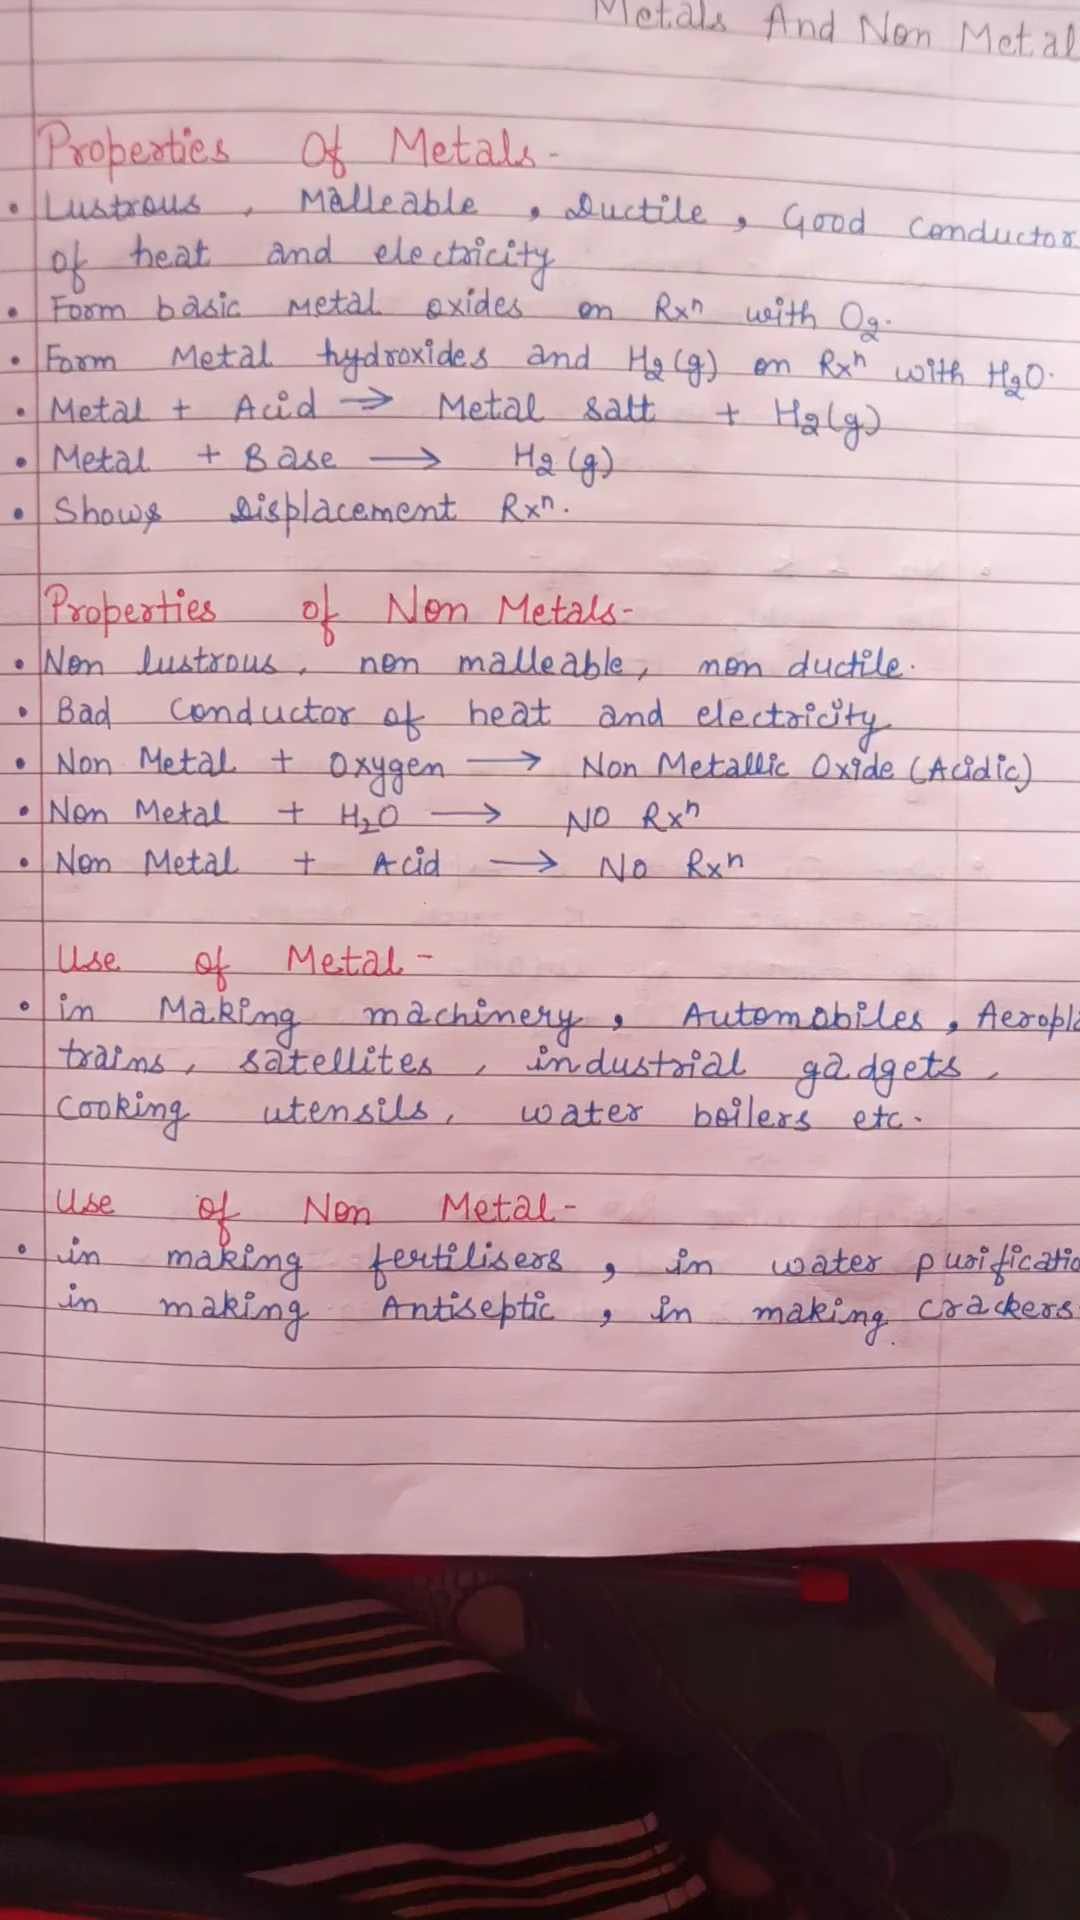 Metals And Non Metal
Properties Of Metals-
• Lustrous, Malleable, Ductile, Good Conductor
of heat and electricity
• Form basic metal oxides on Rxⁿ with O₂.
• Form Metal hydroxides and H₂(g) on Rxⁿ with H₂O.
• Metal + Acid → Metal salt + H₂(g)
• Metal + Base → H₂(g)
• Shows Displacement Rxⁿ.
Properties of Non Metals-
• Non lustrous, non malleable, non ductile.
• Bad Conductor of heat and electricity
• Non Metal + Oxygen → Non Metallic Oxide (Acidic)
• Non Metal + H₂O → NO Rxⁿ
• Non Metal + Acid → No Rxⁿ
Use of Metal-
• in Making machinery, Automobiles, Aeropla
trains, satellites, industrial gadgets,
Cooking utensils, water boilers etc.
Use of Non Metal-
• in making fertilisers, in water purificatio
in making Antiseptic, in making Crackers